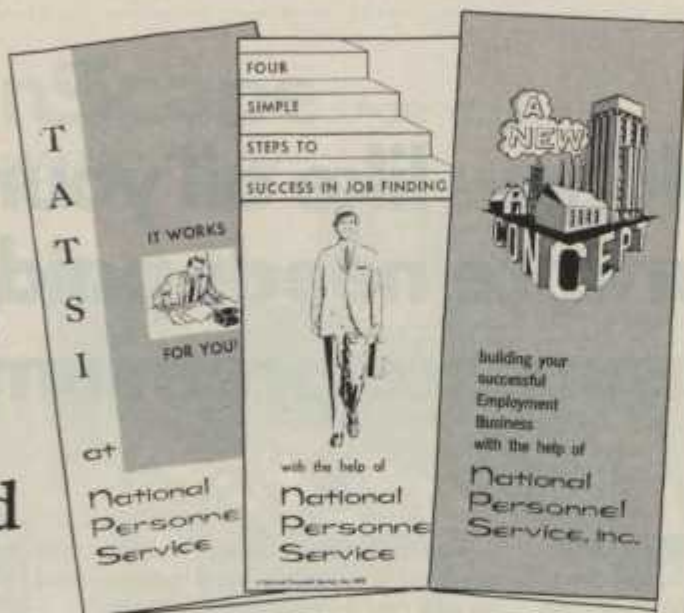 T
A
T
S
I
IT WORKS
FOR YOU!
at
National
Personne
Service
FOUR
SIMPLE
STEPS TO
SUCCESS IN JOB FINDING
with the help of
National
Personne
Service
A
NEW
CONCEPT
building your
successful
Employment
Business
with the help of
National
Personnel
Service, Inc.
d